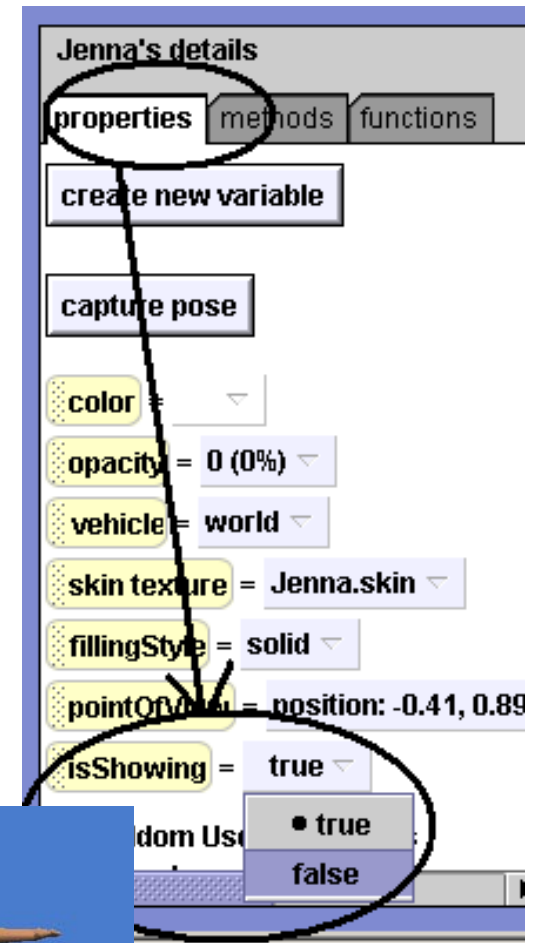 Jenna's details
properties methods functions
create new variable
capture pose
color =
opacity = 0 (0%)
vehicle = world
skin texture = Jenna.skin
fillingStyle = solid
pointOfView = position: -0.41, 0.89
isShowing = true
• true
false